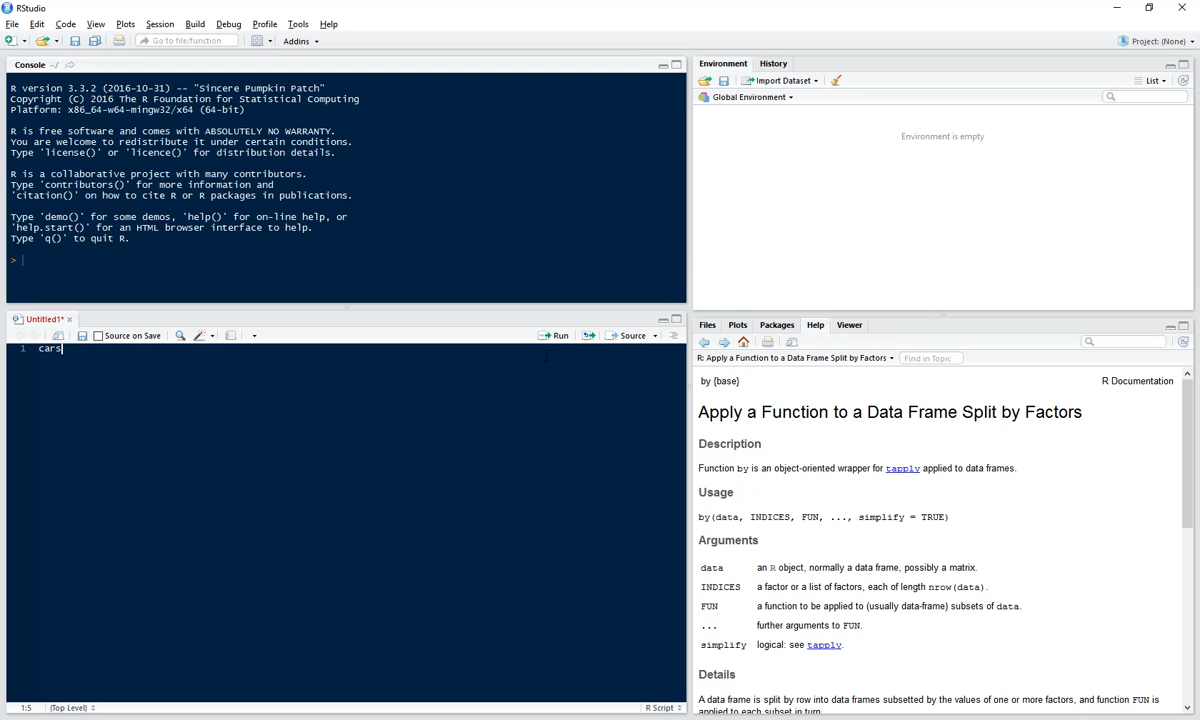 RStudio
File Edit Code View Plots Session Build Debug Profile Tools Help
Go to file/function Addins Project: (None)
Console ~/
R version 3.3.2 (2016-10-31) -- "Sincere Pumpkin Patch"
Copyright (C) 2016 The R Foundation for Statistical Computing
Platform: x86_64-w64-mingw32/x64 (64-bit)
R is free software and comes with ABSOLUTELY NO WARRANTY.
You are welcome to redistribute it under certain conditions.
Type 'license()' or 'licence()' for distribution details.
R is a collaborative project with many contributors.
Type 'contributors()' for more information and
'citation()' on how to cite R or R packages in publications.
Type 'demo()' for some demos, 'help()' for on-line help, or
'help.start()' for an HTML browser interface to help.
Type 'q()' to quit R.
>
Untitled1*
Source on Save Run Source
1 cars
1:5 (Top Level) R Script
Environment History
Import Dataset List
Global Environment
Environment is empty
Files Plots Packages Help Viewer
R: Apply a Function to a Data Frame Split by Factors Find in Topic
by {base} R Documentation
Apply a Function to a Data Frame Split by Factors
Description
Function by is an object-oriented wrapper for tapply applied to data frames.
Usage
by(data, INDICES, FUN, ..., simplify = TRUE)
Arguments
data an R object, normally a data frame, possibly a matrix.
INDICES a factor or a list of factors, each of length nrow(data).
FUN a function to be applied to (usually data-frame) subsets of data.
... further arguments to FUN.
simplify logical: see tapply.
Details
A data frame is split by row into data frames subsetted by the values of one or more factors, and function FUN is
applied to each subset in turn.